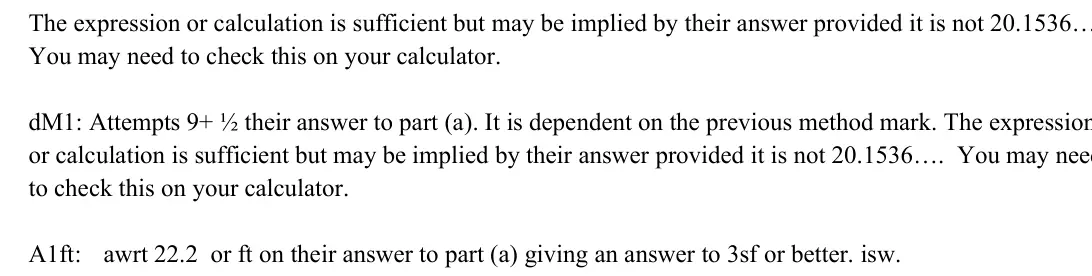 The expression or calculation is sufficient but may be implied by their answer provided it is not 20.1536…
You may need to check this on your calculator.
dM1: Attempts 9+ ½ their answer to part (a). It is dependent on the previous method mark. The expression
or calculation is sufficient but may be implied by their answer provided it is not 20.1536…. You may nee
to check this on your calculator.
A1ft: awrt 22.2 or ft on their answer to part (a) giving an answer to 3sf or better. isw.